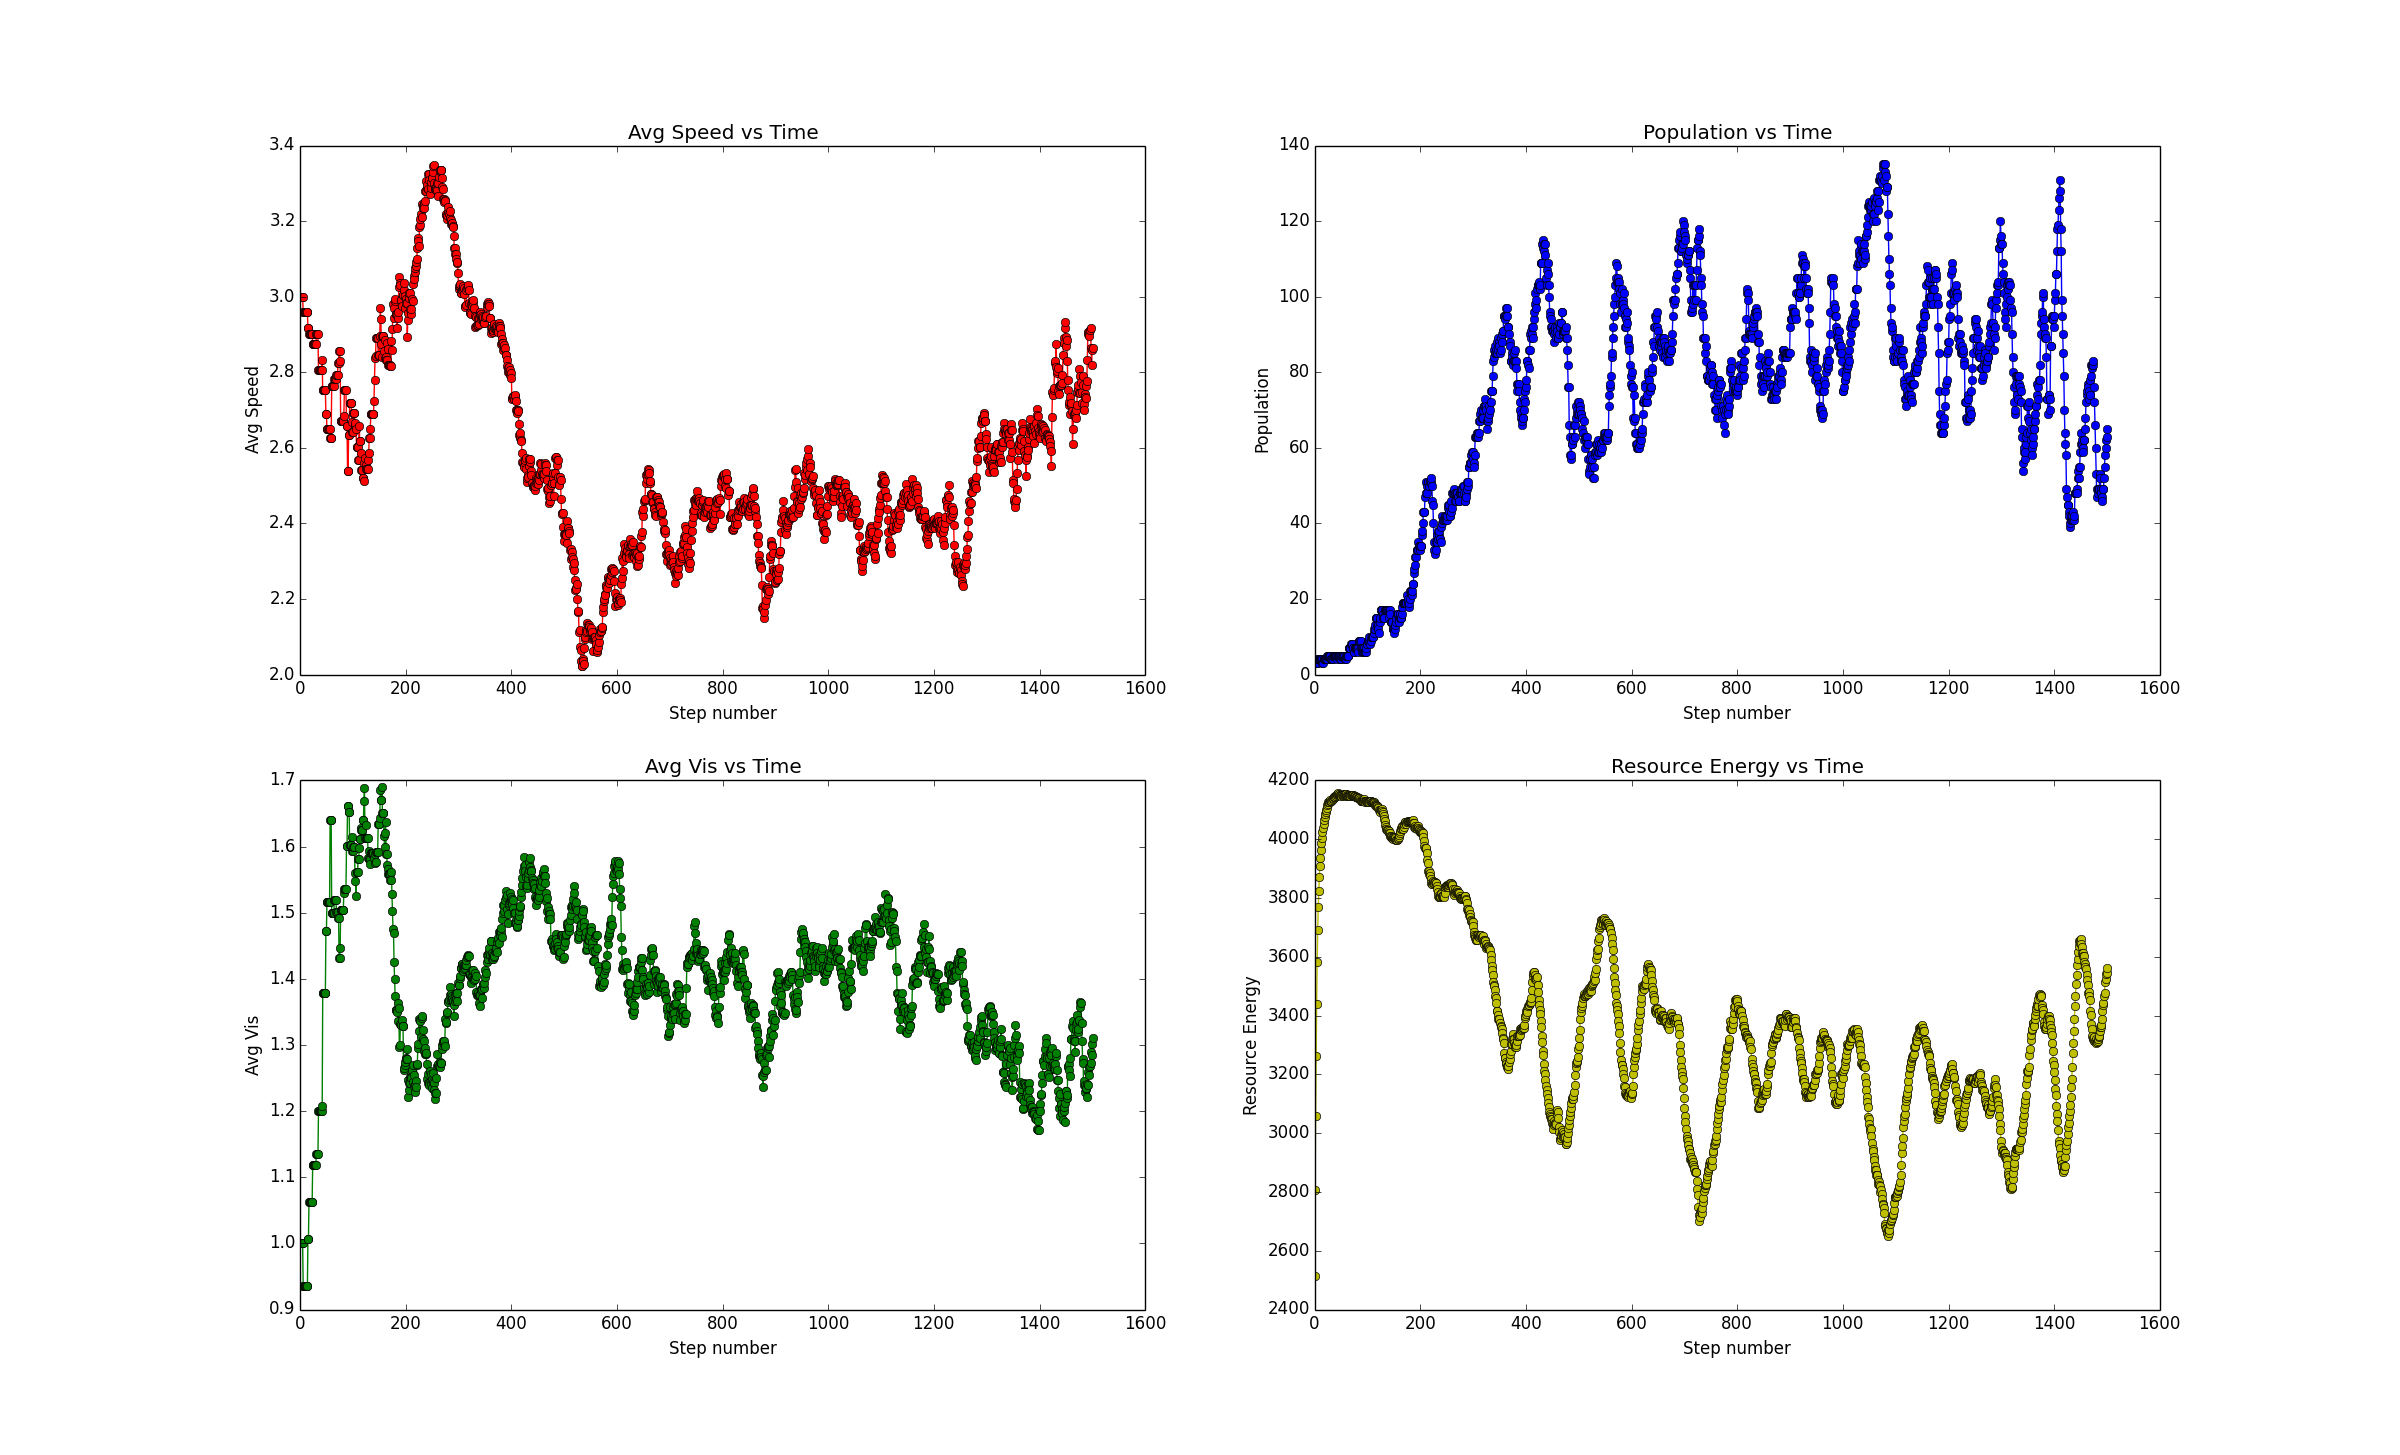 Avg Speed vs Time
3.4
3.2
3.0
2.8
2.6
2.4
2.2
2.0
Avg Speed
0 200 400 600 800 1000 1200 1400 1600
Step number
Population vs Time
140
120
100
80
60
40
20
0
Population
0 200 400 600 800 1000 1200 1400 1600
Step number
Avg Vis vs Time
1.7
1.6
1.5
1.4
1.3
1.2
1.1
1.0
0.9
Avg Vis
0 200 400 600 800 1000 1200 1400 1600
Step number
Resource Energy vs Time
4200
4000
3800
3600
3400
3200
3000
2800
2600
2400
Resource Energy
0 200 400 600 800 1000 1200 1400 1600
Step number